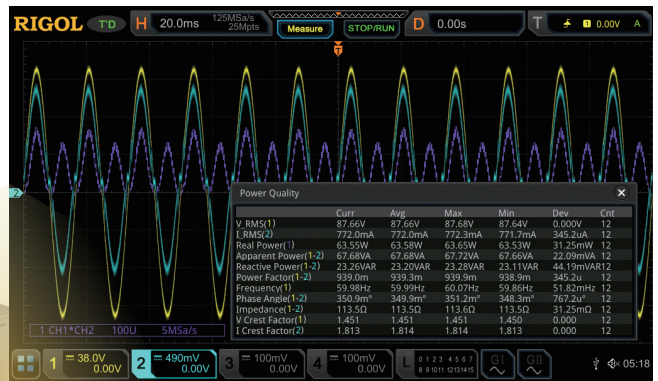 RIGOL T'D H 20.0ms 125MSa/s 25Mpts Measure STOP/RUN D 0.00s T 1 0.00V A
T
2
Power Quality
Curr Avg Max Min Dev Cnt
V_RMS(1) 87.66V 87.66V 87.68V 87.64V 0.000V 12
I_RMS(2) 772.0mA 772.0mA 772.3mA 771.7mA 345.2uA 12
Real Power(1) 63.55W 63.58W 63.65W 63.53W 31.25mW 12
Apparent Power(1-2) 67.68VA 67.68VA 67.72VA 67.66VA 22.09mVA 12
Reactive Power(1-2) 23.26VAR 23.20VAR 23.28VAR 23.11VAR 44.19mVAR12
Power Factor(1-2) 939.0m 939.3m 939.9m 938.9m 345.2u 12
Frequency(1) 59.98Hz 59.99Hz 60.07Hz 59.86Hz 51.82mHz 12
Phase Angle(1-2) 350.9m° 349.9m° 351.2m° 348.3m° 767.2u° 12
Impedance(1-2) 113.5Ω 113.5Ω 113.6Ω 113.5Ω 31.25mΩ 12
V Crest Factor(1) 1.451 1.451 1.451 1.450 0.000 12
I Crest Factor(2) 1.813 1.814 1.814 1.813 0.000 12
1 CH1*CH2 100U 5MSa/s
1 38.0V 0.00V 2 490mV 0.00V 3 100mV 0.00V 4 100mV 0.00V L 0 1 2 3 4 5 6 7 8 9 10 11 12 13 14 15 GI GII 05:18